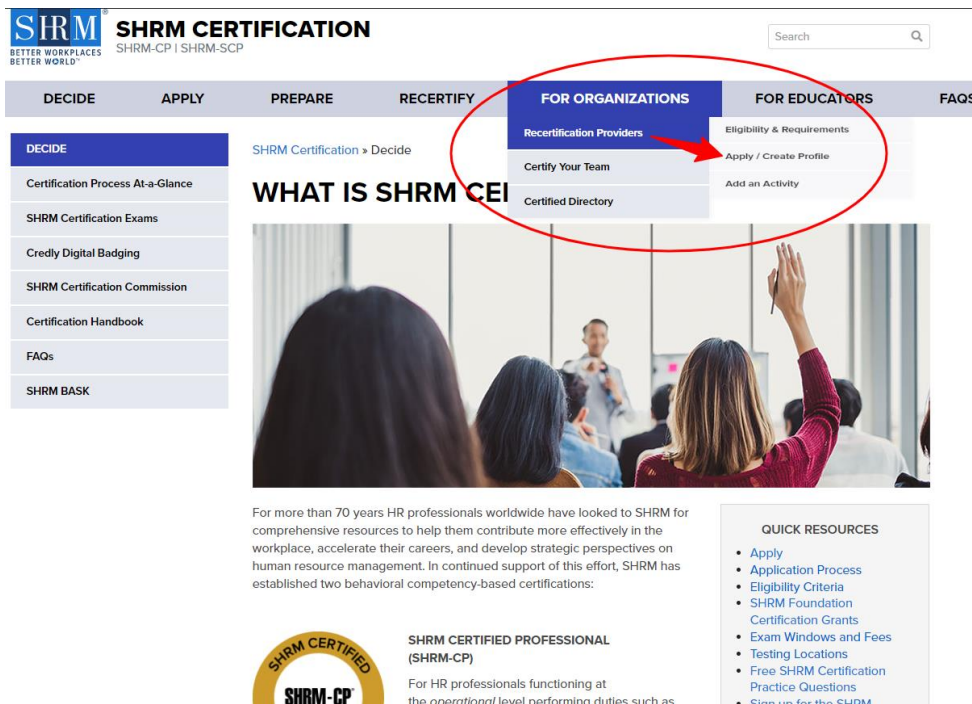 SHRM®
BETTER WORKPLACES
BETTER WORLD™
SHRM CERTIFICATION
SHRM-CP | SHRM-SCP
Search
DECIDE APPLY PREPARE RECERTIFY FOR ORGANIZATIONS FOR EDUCATORS FAQS
Recertification Providers
Certify Your Team
Certified Directory
Eligibility & Requirements
Apply / Create Profile
Add an Activity
DECIDE
Certification Process At-a-Glance
SHRM Certification Exams
Credly Digital Badging
SHRM Certification Commission
Certification Handbook
FAQs
SHRM BASK
SHRM Certification » Decide
WHAT IS SHRM CE
For more than 70 years HR professionals worldwide have looked to SHRM for
comprehensive resources to help them contribute more effectively in the
workplace, accelerate their careers, and develop strategic perspectives on
human resource management. In continued support of this effort, SHRM has
established two behavioral competency-based certifications:
SHRM CERTIFIED
SHRM-CP®
SHRM CERTIFIED PROFESSIONAL
(SHRM-CP)
For HR professionals functioning at
the operational level performing duties such as
QUICK RESOURCES
• Apply
• Application Process
• Eligibility Criteria
• SHRM Foundation
Certification Grants
• Exam Windows and Fees
• Testing Locations
• Free SHRM Certification
Practice Questions
• Sign up for the SHRM